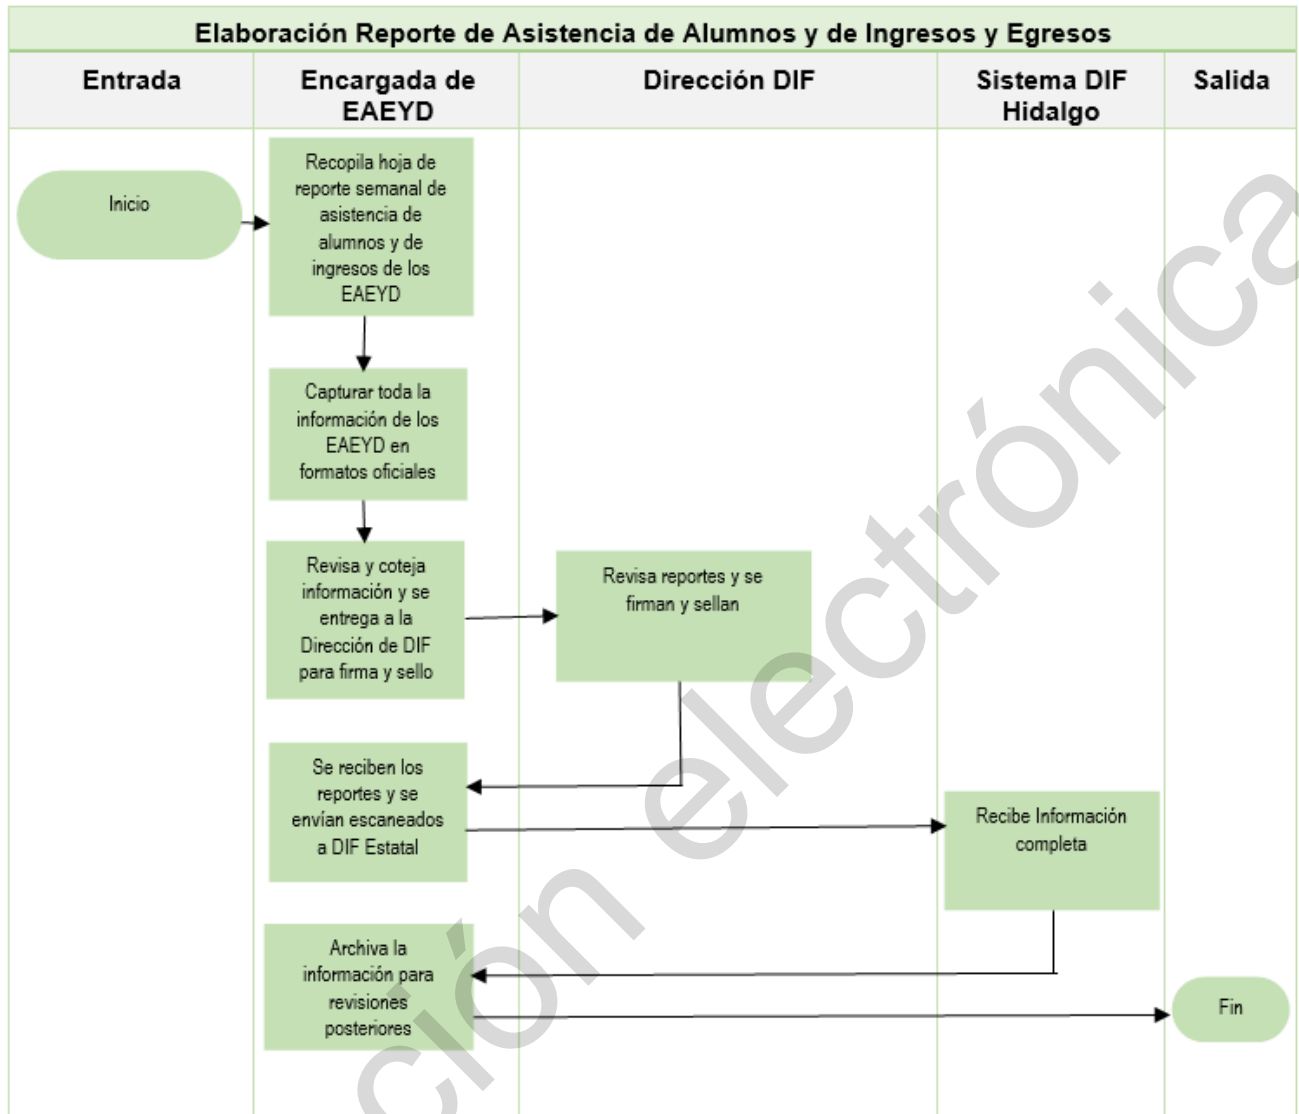 Elaboración Reporte de Asistencia de Alumnos y de Ingresos y Egresos
Entrada
Encargada de
EAEYD
Dirección DIF
Sistema DIF
Hidalgo
Salida
Inicio
Recopila hoja de
reporte semanal de
asistencia de
alumnos y de
ingresos de los
EAEYD
Capturar toda la
información de los
EAEYD en
formatos oficiales
Revisa y coteja
información y se
entrega a la
Dirección de DIF
para firma y sello
Revisa reportes y se
firman y sellan
Se reciben los
reportes y se
envían escaneados
a DIF Estatal
Recibe Información
completa
Archiva la
información para
revisiones
posteriores
Fin
ción electrónica